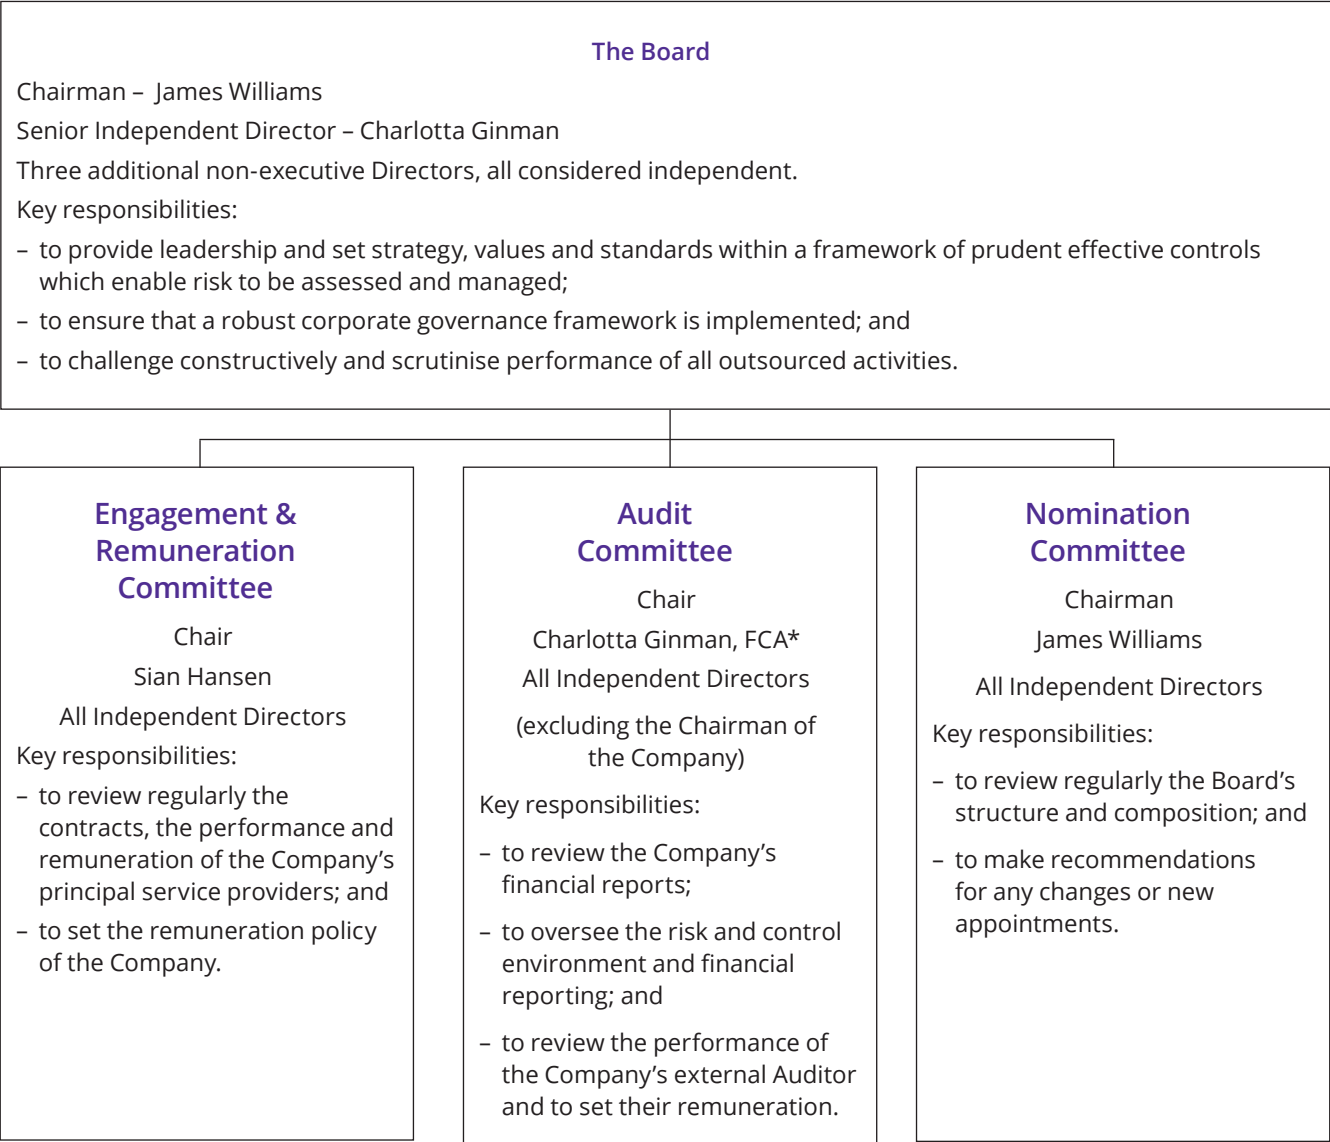 The Board
Chairman – James Williams
Senior Independent Director – Charlotta Ginman
Three additional non-executive Directors, all considered independent.
Key responsibilities:
– to provide leadership and set strategy, values and standards within a framework of prudent effective controls
which enable risk to be assessed and managed;
– to ensure that a robust corporate governance framework is implemented; and
– to challenge constructively and scrutinise performance of all outsourced activities.
Engagement &
Remuneration
Committee
Chair
Sian Hansen
All Independent Directors
Key responsibilities:
– to review regularly the
contracts, the performance and
remuneration of the Company’s
principal service providers; and
– to set the remuneration policy
of the Company.
Audit
Committee
Chair
Charlotta Ginman, FCA*
All Independent Directors
(excluding the Chairman of
the Company)
Key responsibilities:
– to review the Company’s
financial reports;
– to oversee the risk and control
environment and financial
reporting; and
– to review the performance of
the Company’s external Auditor
and to set their remuneration.
Nomination
Committee
Chairman
James Williams
All Independent Directors
Key responsibilities:
– to review regularly the Board’s
structure and composition; and
– to make recommendations
for any changes or new
appointments.